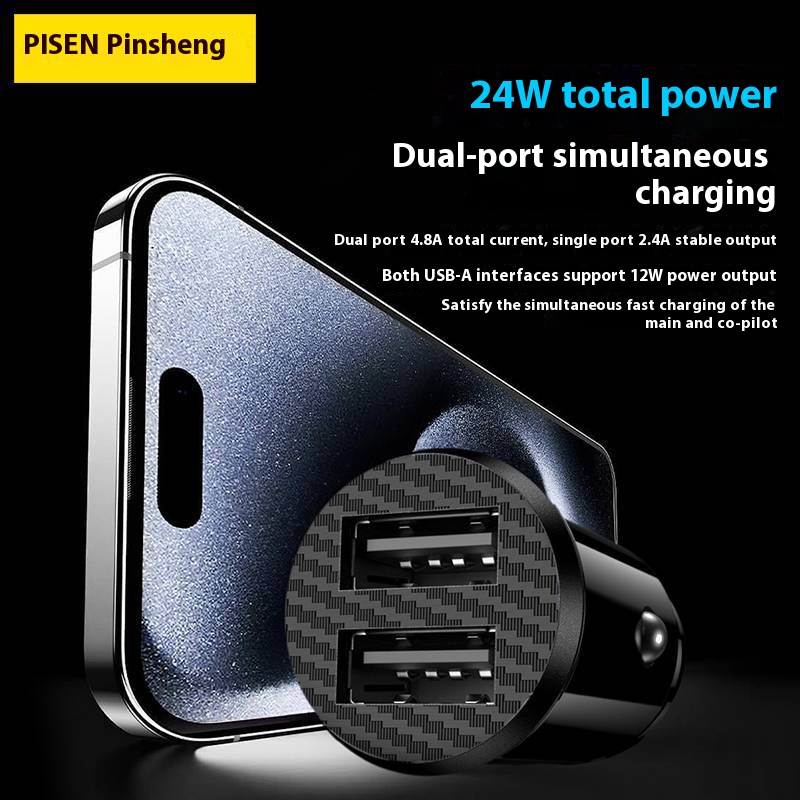 PISEN Pinsheng
24W total power
Dual-port simultaneous
charging
Dual port 4.8A total current, single port 2.4A stable output
Both USB-A interfaces support 12W power output
Satisfy the simultaneous fast charging of the
main and co-pilot